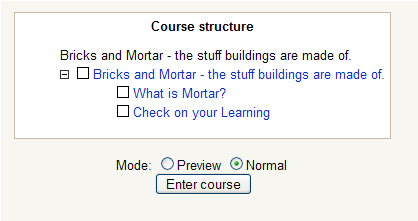 Course structure
Bricks and Mortar - the stuff buildings are made of.
Bricks and Mortar - the stuff buildings are made of.
What is Mortar?
Check on your Learning
Mode: Preview Normal
Enter course